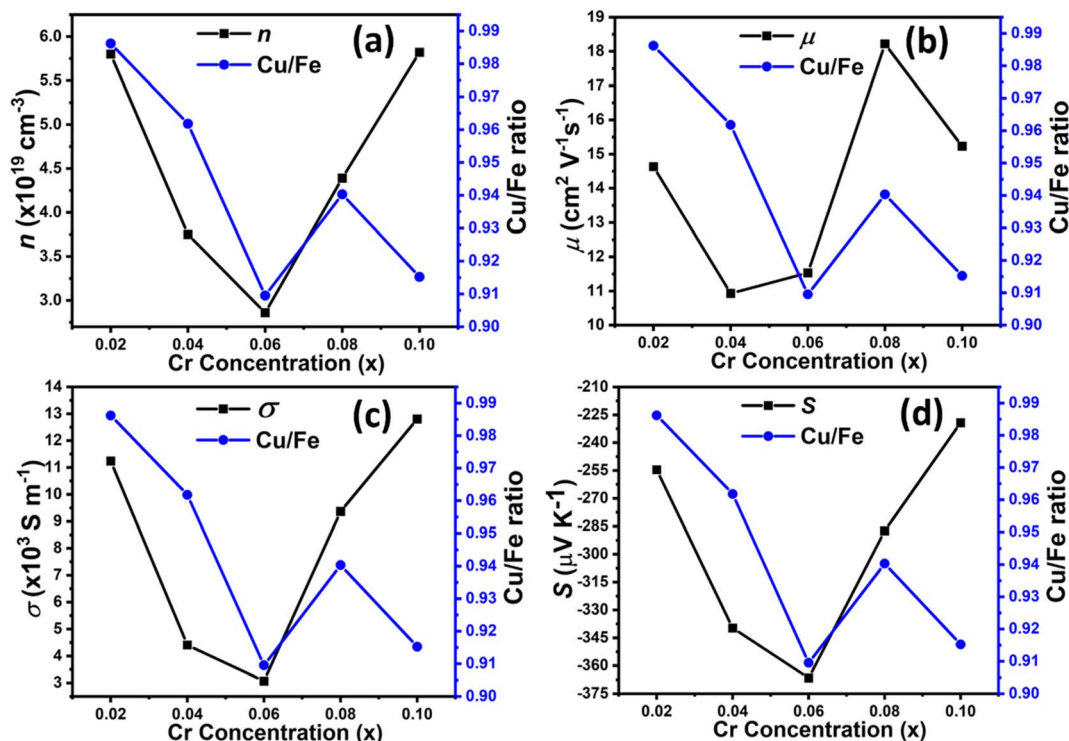 (a)
n
Cu/Fe
6.0
5.5
5.0
4.5
4.0
3.5
3.0
n (x10¹⁹ cm⁻³)
0.99
0.98
0.97
0.96
0.95
0.94
0.93
0.92
0.91
0.90
Cu/Fe ratio
0.02 0.04 0.06 0.08 0.10
Cr Concentration (x)
(b)
μ
Cu/Fe
19
18
17
16
15
14
13
12
11
10
μ (cm² V⁻¹s⁻¹)
0.99
0.98
0.97
0.96
0.95
0.94
0.93
0.92
0.91
0.90
Cu/Fe ratio
0.02 0.04 0.06 0.08 0.10
Cr Concentration (x)
(c)
σ
Cu/Fe
14
13
12
11
10
9
8
7
6
5
4
3
σ (x10³ S m⁻¹)
0.99
0.98
0.97
0.96
0.95
0.94
0.93
0.92
0.91
0.90
Cu/Fe ratio
0.02 0.04 0.06 0.08 0.10
Cr Concentration (x)
(d)
S
Cu/Fe
-210
-225
-240
-255
-270
-285
-300
-315
-330
-345
-360
-375
S (μV K⁻¹)
0.99
0.98
0.97
0.96
0.95
0.94
0.93
0.92
0.91
0.90
Cu/Fe ratio
0.02 0.04 0.06 0.08 0.10
Cr Concentration (x)